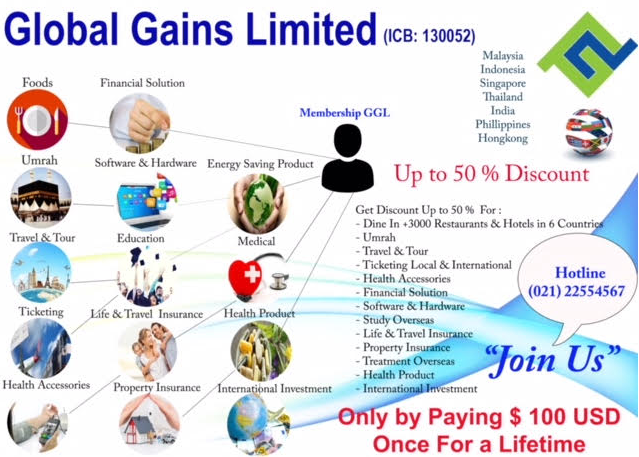 Global Gains Limited (ICB: 130052)
Malaysia
Indonesia
Singapore
Thailand
India
Phillippines
Hongkong
Foods
Financial Solution
Membership GGL
Umrah
Software & Hardware
Energy Saving Product
Up to 50 % Discount
Travel & Tour
Education
Medical
Ticketing
Life & Travel Insurance
Health Product
Health Accessories
Property Insurance
International Investment
Get Discount Up to 50 % For :
- Dine In +3000 Restaurants & Hotels in 6 Countries
- Umrah
- Travel & Tour
- Ticketing Local & International
- Health Accessories
- Financial Solution
- Software & Hardware
- Study Overseas
- Life & Travel Insurance
- Property Insurance
- Treatment Overseas
- Health Product
- International Investment
Hotline
(021) 22554567
“Join Us”
Only by Paying $ 100 USD
Once For a Lifetime